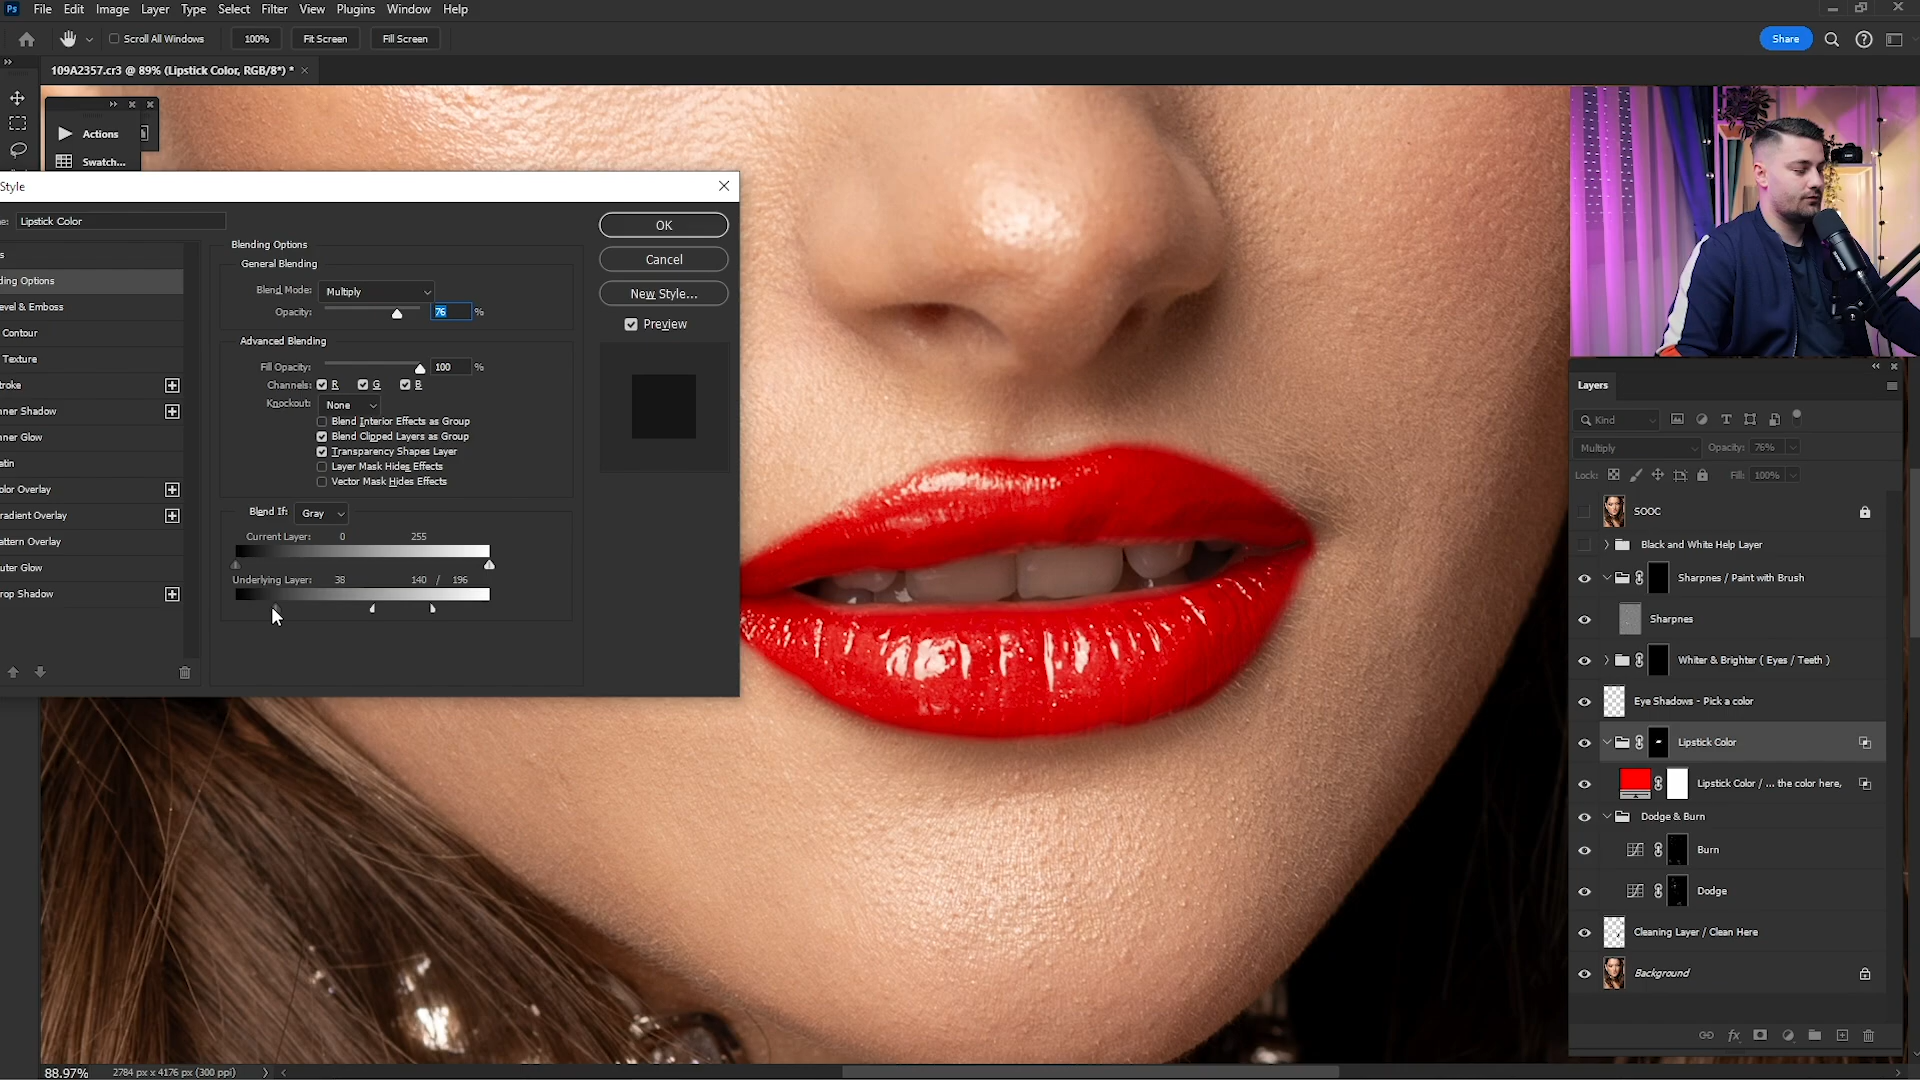 Ps File Edit Image Layer Type Select Filter View Plugins Window Help
Scroll All Windows 100% Fit Screen Fill Screen Share
109A2357.cr3 @ 89% (Lipstick Color, RGB/8*) *
Actions
Swatch...
Style
e: Lipstick Color
OK
Cancel
New Style...
Preview
s
ding Options
evel & Emboss
Contour
Texture
troke
nner Shadow
nner Glow
atin
olor Overlay
radient Overlay
attern Overlay
uter Glow
rop Shadow
Blending Options
General Blending
Blend Mode: Multiply
Opacity: 76 %
Advanced Blending
Fill Opacity: 100 %
Channels: R G B
Knockout: None
Blend Interior Effects as Group
Blend Clipped Layers as Group
Transparency Shapes Layer
Layer Mask Hides Effects
Vector Mask Hides Effects
Blend If: Gray
Current Layer: 0 255
Underlying Layer: 38 140 / 196
Layers
Kind
Multiply Opacity: 76%
Lock: Fill: 100%
SOOC
Black and White Help Layer
Sharpnes / Paint with Brush
Sharpnes
Whiter & Brighter ( Eyes / Teeth )
Eye Shadows - Pick a color
Lipstick Color
Lipstick Color / ... the color here,
Dodge & Burn
Burn
Dodge
Cleaning Layer / Clean Here
Background
fx
88.97% 2784 px x 4176 px (300 ppi)